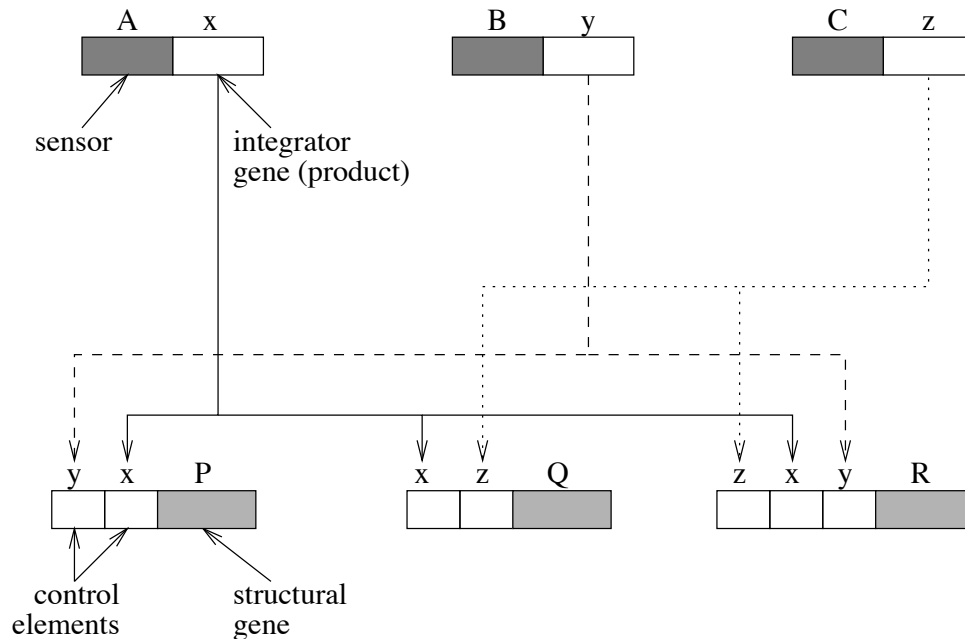 A x B y C z
sensor
integrator
gene (product)
y x P x z Q z x y R
control
elements
structural
gene